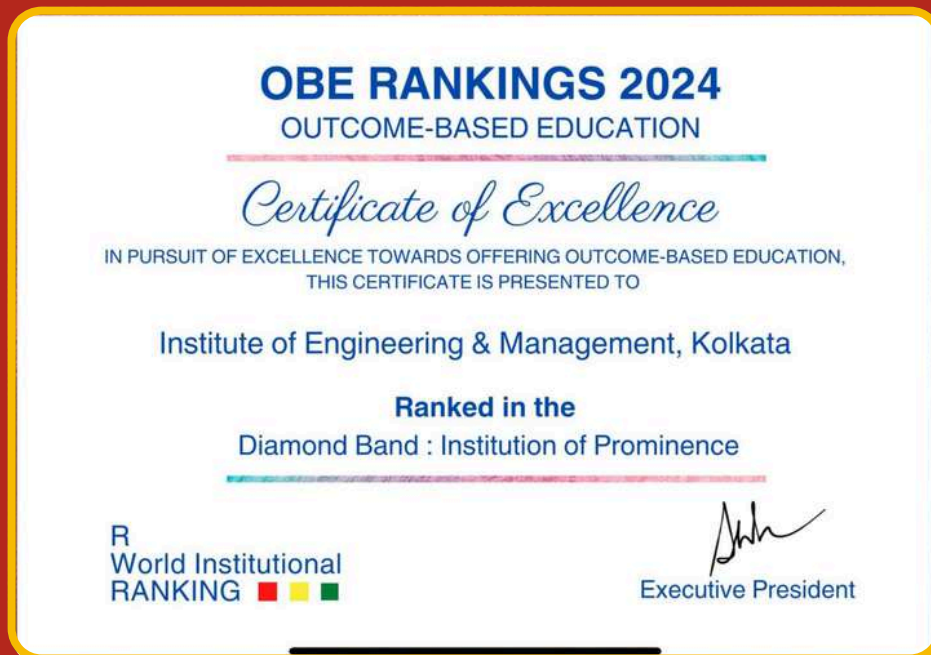 OBE RANKINGS 2024
OUTCOME-BASED EDUCATION
Certificate of Excellence
IN PURSUIT OF EXCELLENCE TOWARDS OFFERING OUTCOME-BASED EDUCATION,
THIS CERTIFICATE IS PRESENTED TO
Institute of Engineering & Management, Kolkata
Ranked in the
Diamond Band : Institution of Prominence
R
World Institutional
RANKING
Executive President